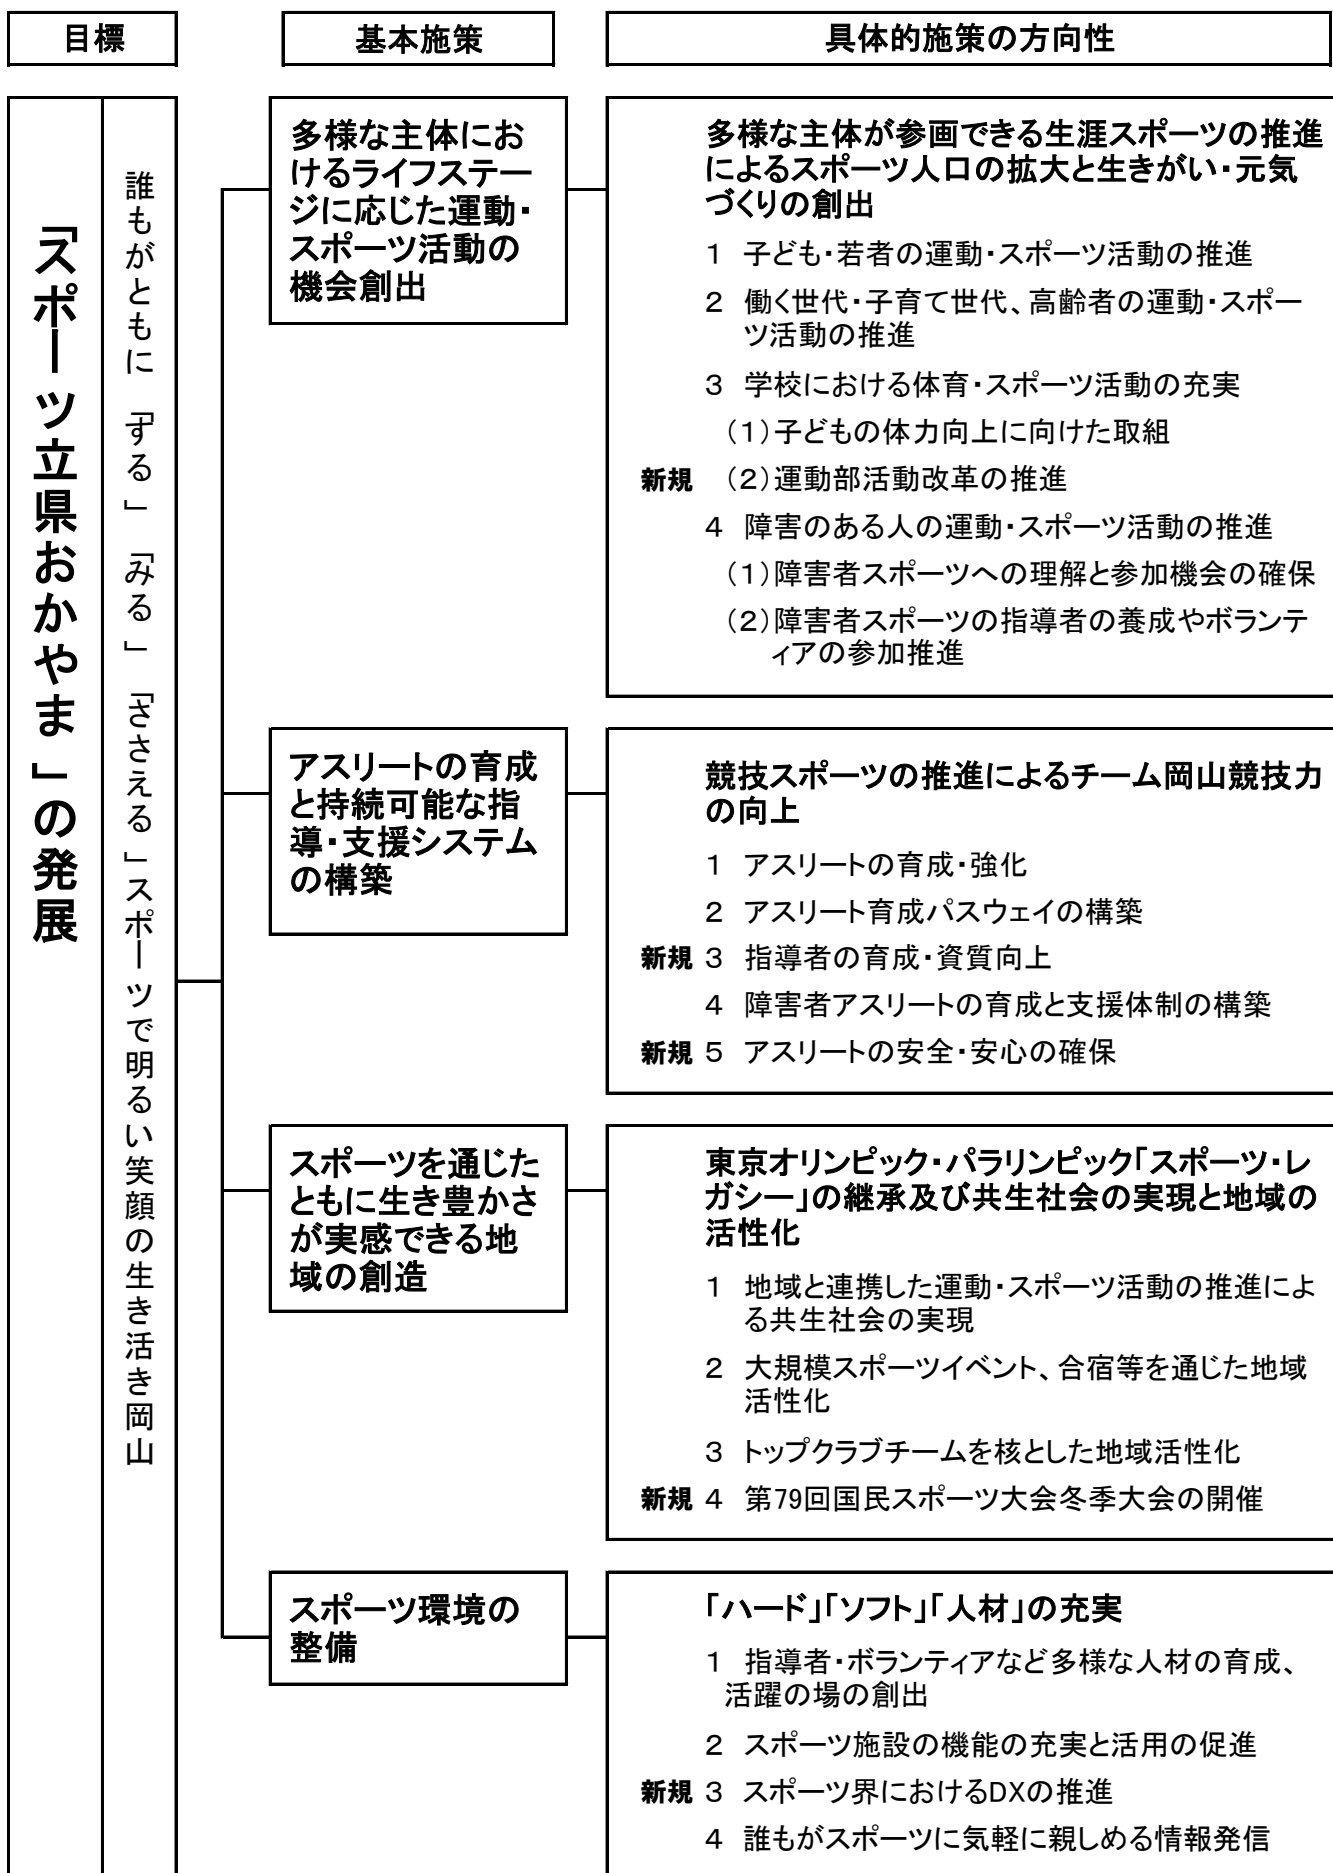 目標
基本施策
具体的施策の方向性
「スポーツ立県おかやま」の発展
誰もがともに「する」「みる」「ささえる」スポーツで明るい笑顔の生き活き岡山
多様な主体にお
けるライフステー
ジに応じた運動・
スポーツ活動の
機会創出
多様な主体が参画できる生涯スポーツの推進
によるスポーツ人口の拡大と生きがい・元気
づくりの創出
1 子ども・若者の運動・スポーツ活動の推進
2 働く世代・子育て世代、高齢者の運動・スポー
ツ活動の推進
3 学校における体育・スポーツ活動の充実
(1)子どもの体力向上に向けた取組
新規 (2)運動部活動改革の推進
4 障害のある人の運動・スポーツ活動の推進
(1)障害者スポーツへの理解と参加機会の確保
(2)障害者スポーツの指導者の養成やボランテ
ィアの参加推進
アスリートの育成
と持続可能な指
導・支援システム
の構築
競技スポーツの推進によるチーム岡山競技力
の向上
1 アスリートの育成・強化
2 アスリート育成パスウェイの構築
新規 3 指導者の育成・資質向上
4 障害者アスリートの育成と支援体制の構築
新規 5 アスリートの安全・安心の確保
スポーツを通じた
ともに生き豊かさ
が実感できる地
域の創造
東京オリンピック・パラリンピック「スポーツ・レ
ガシー」の継承及び共生社会の実現と地域の
活性化
1 地域と連携した運動・スポーツ活動の推進によ
る共生社会の実現
2 大規模スポーツイベント、合宿等を通じた地域
活性化
3 トップクラブチームを核とした地域活性化
新規 4 第79回国民スポーツ大会冬季大会の開催
スポーツ環境の
整備
「ハード」「ソフト」「人材」の充実
1 指導者・ボランティアなど多様な人材の育成、
活躍の場の創出
2 スポーツ施設の機能の充実と活用の促進
新規 3 スポーツ界におけるDXの推進
4 誰もがスポーツに気軽に親しめる情報発信